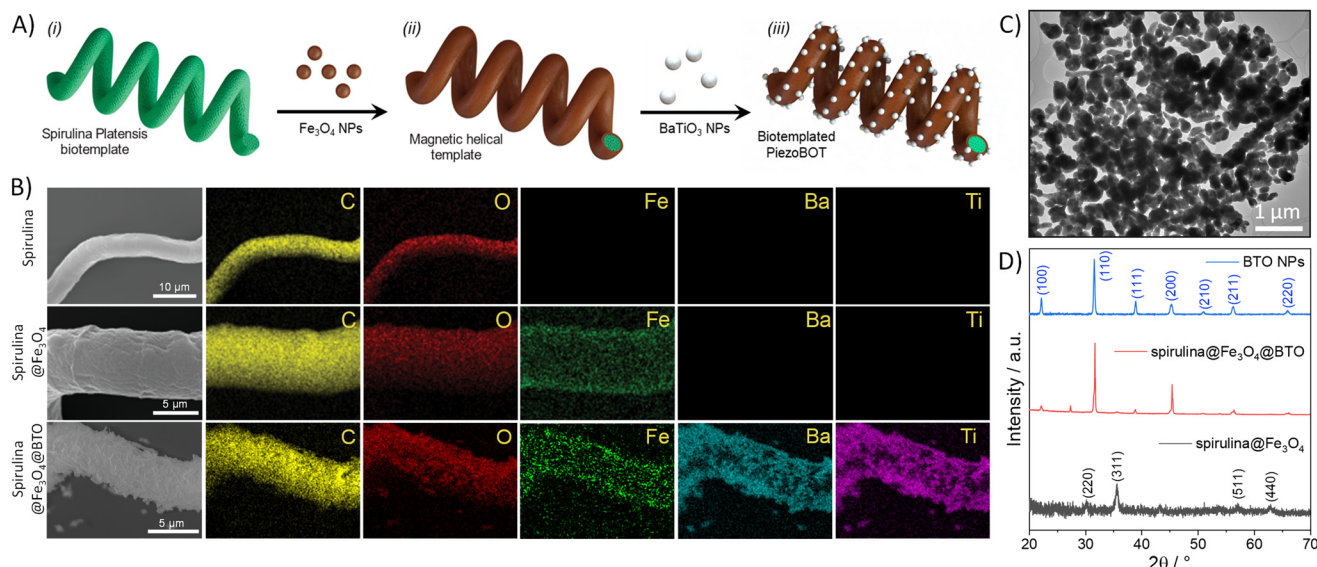 A)
(i)
(ii)
(iii)
Fe3O4 NPs
BaTiO3 NPs
Spirulina Platensis
biotemplate
Magnetic helical
template
Biotemplated
PiezoBOT
B)
Spirulina
C
O
Fe
Ba
Ti
10 µm
Spirulina
@Fe3O4
C
O
Fe
Ba
Ti
5 µm
Spirulina
@Fe3O4@BTO
C
O
Fe
Ba
Ti
5 µm
C)
1 µm
D)
BTO NPs
(100)
(110)
(111)
(200)
(210)
(211)
(220)
spirulina@Fe3O4@BTO
spirulina@Fe3O4
(220)
(311)
(511)
(440)
Intensity / a.u.
20 30 40 50 60 70
2θ / °